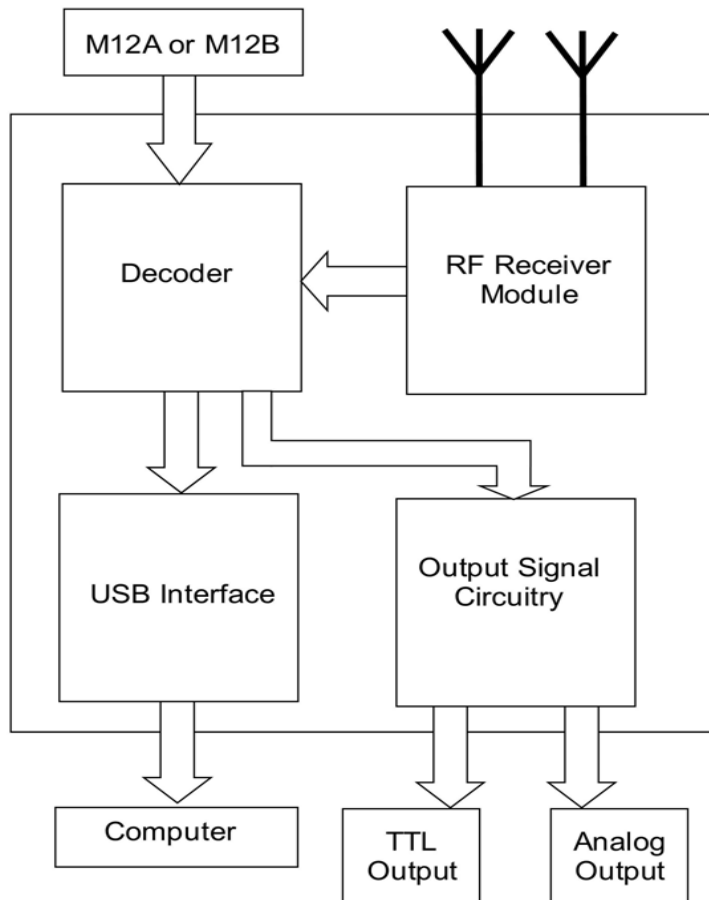 M12A or M12B
Decoder
RF Receiver
Module
USB Interface
Output Signal
Circuitry
Computer
TTL
Output
Analog
Output